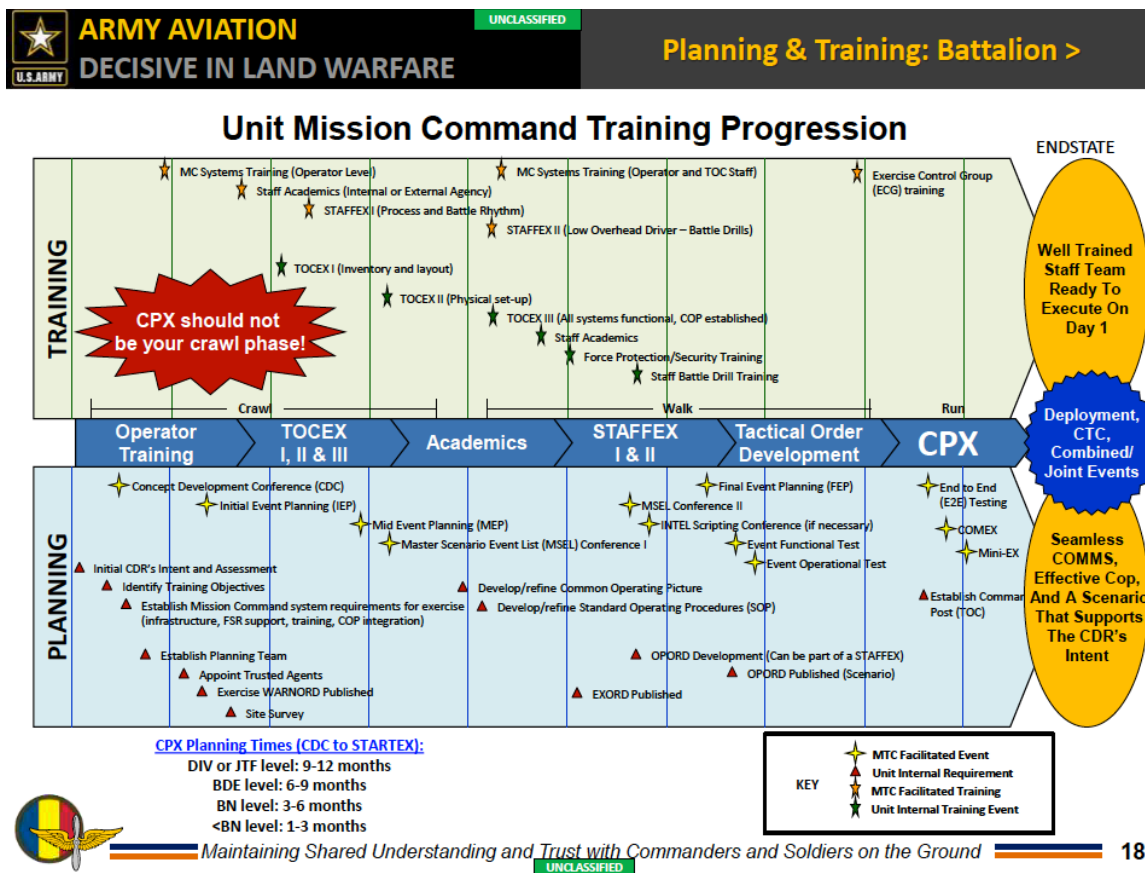 UNCLASSIFIED
U.S.ARMY
ARMY AVIATION
DECISIVE IN LAND WARFARE
Planning & Training: Battalion >
Unit Mission Command Training Progression
ENDSTATE
TRAINING
MC Systems Training (Operator Level)
Staff Academics (Internal or External Agency)
STAFFEX I (Process and Battle Rhythm)
MC Systems Training (Operator and TOC Staff)
STAFFEX II (Low Overhead Driver – Battle Drills)
Exercise Control Group
(ECG) training
TOCEX I (Inventory and layout)
TOCEX II (Physical set-up)
TOCEX III (All systems functional, COP established)
Staff Academics
Force Protection/Security Training
Staff Battle Drill Training
CPX should not
be your crawl phase!
Well Trained
Staff Team
Ready To
Execute On
Day 1
Crawl
Walk
Run
Operator
Training
TOCEX
I, II & III
Academics
STAFFEX
I & II
Tactical Order
Development
CPX
Deployment,
CTC,
Combined/
Joint Events
PLANNING
Concept Development Conference (CDC)
Initial Event Planning (IEP)
Mid Event Planning (MEP)
Master Scenario Event List (MSEL) Conference I
Final Event Planning (FEP)
MSEL Conference II
INTEL Scripting Conference (if necessary)
Event Functional Test
Event Operational Test
End to End
(E2E) Testing
COMEX
Mini-EX
Initial CDR's Intent and Assessment
Identify Training Objectives
Establish Mission Command system requirements for exercise
(infrastructure, FSR support, training, COP integration)
Develop/refine Common Operating Picture
Develop/refine Standard Operating Procedures (SOP)
Establish Comman
Post (TOC)
Establish Planning Team
Appoint Trusted Agents
Exercise WARNORD Published
Site Survey
OPORD Development (Can be part of a STAFFEX)
OPORD Published (Scenario)
EXORD Published
Seamless
COMMS,
Effective Cop,
And A Scenario
That Supports
The CDR's
Intent
CPX Planning Times (CDC to STARTEX):
DIV or JTF level: 9-12 months
BDE level: 6-9 months
BN level: 3-6 months
<BN level: 1-3 months
KEY
MTC Facilitated Event
Unit Internal Requirement
MTC Facilitated Training
Unit Internal Training Event
Maintaining Shared Understanding and Trust with Commanders and Soldiers on the Ground
18
UNCLASSIFIED